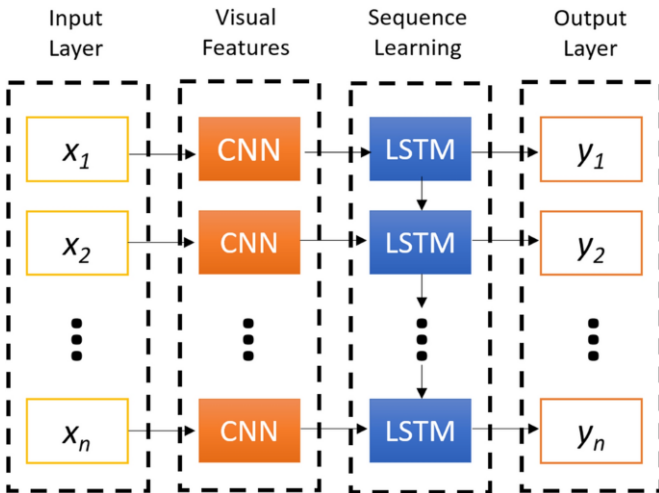 Input Layer
Visual Features
Sequence Learning
Output Layer
x1 CNN LSTM y1
x2 CNN LSTM y2
xn CNN LSTM yn